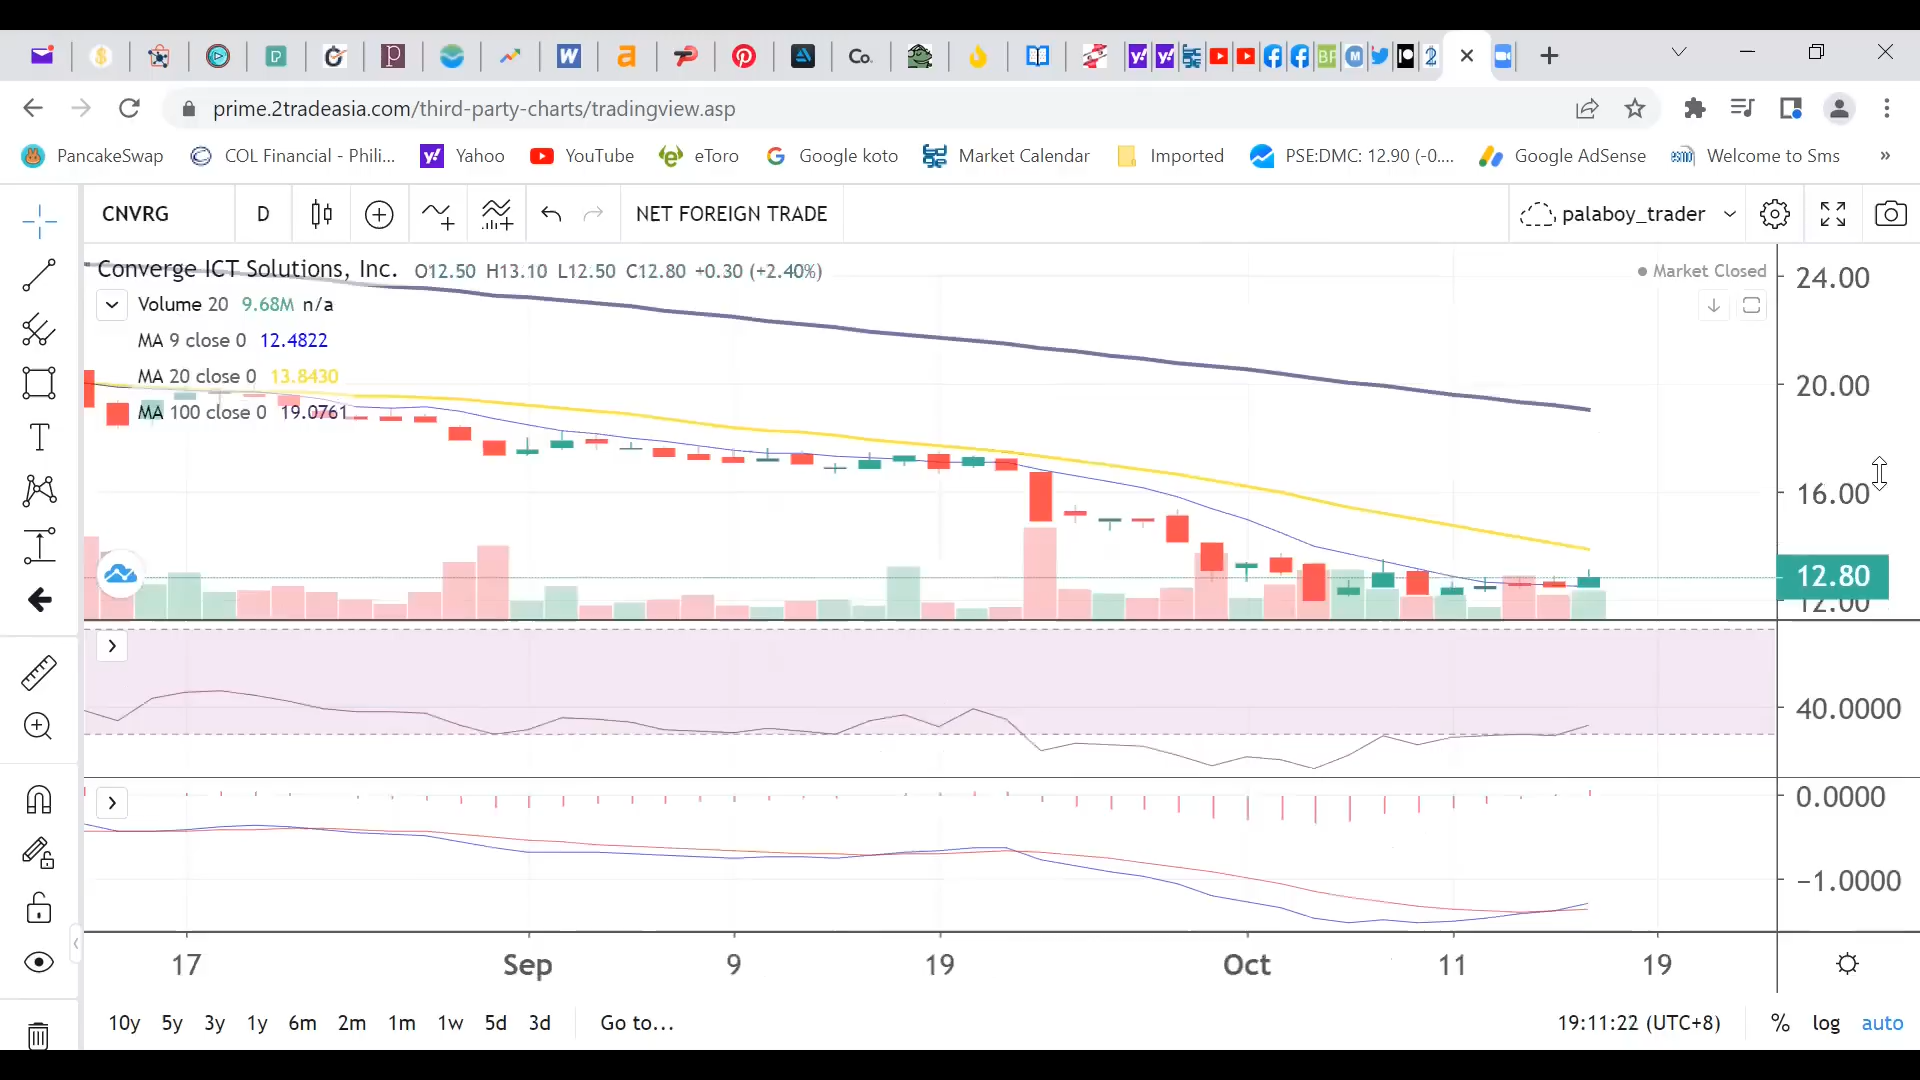 prime.2tradeasia.com/third-party-charts/tradingview.asp
PancakeSwap COL Financial - Phili... Yahoo YouTube eToro Google koto Market Calendar Imported PSE:DMC: 12.90 (-0.... Google AdSense Welcome to Sms »
CNVRG D NET FOREIGN TRADE palaboy_trader
Converge ICT Solutions, Inc. O12.50 H13.10 L12.50 C12.80 +0.30 (+2.40%) Market Closed
Volume 20 9.68M n/a
MA 9 close 0 12.4822
MA 20 close 0 13.8430
MA 100 close 0 19.0761
24.00
20.00
16.00
12.80
12.00
40.0000
0.0000
−1.0000
17 Sep 9 19 Oct 11 19
10y 5y 3y 1y 6m 2m 1m 1w 5d 3d Go to... 19:11:22 (UTC+8) % log auto